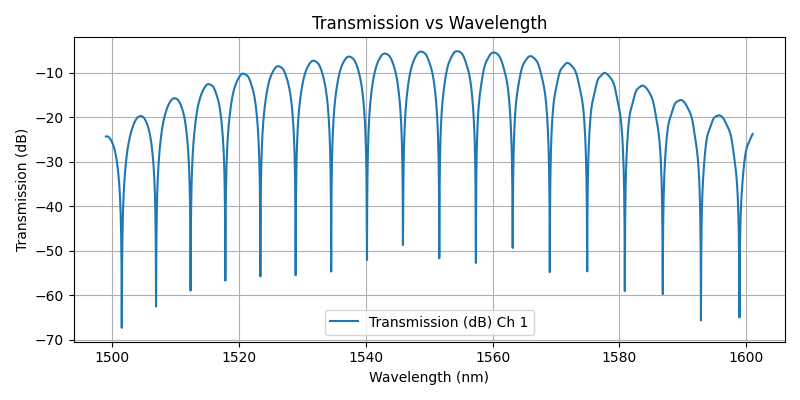 Transmission vs Wavelength
Transmission (dB)
−10
−20
−30
−40
−50
−60
−70
Transmission (dB) Ch 1
1500 1520 1540 1560 1580 1600
Wavelength (nm)